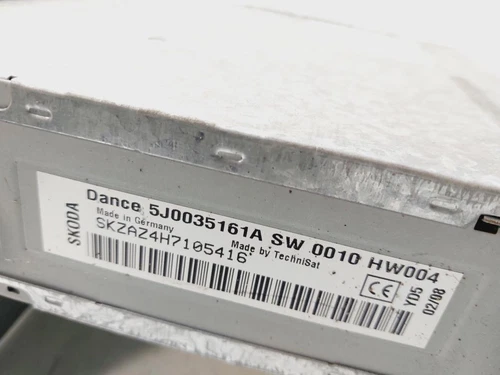 SKODA
Dance 5J0035161A SW 0010 HW004
Made in Germany
Made by TechniSat
SKZAZ4H7105416
CE
Y05
02/08